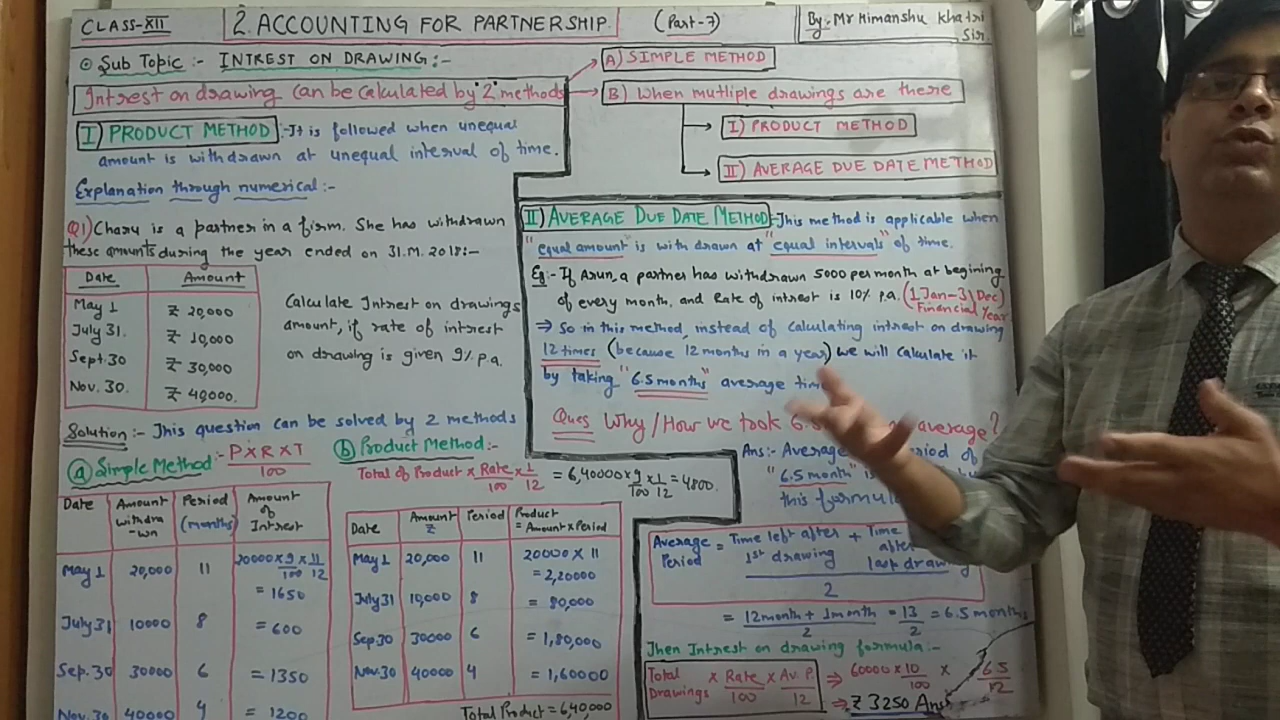 CLASS-XII
2. ACCOUNTING FOR PARTNERSHIP
(Part-7)
By:- Mr Himanshu Khatri
Sir.
⊙ Sub Topic :- INTREST ON DRAWING:-
Intrest on drawing can be calculated by "2" methods
A) SIMPLE METHOD
B) When mutliple drawings are there
I) PRODUCT METHOD
II) AVERAGE DUE DATE METHOD
I) PRODUCT METHOD :- It is followed when unequal
amount is withdrawn at unequal interval of time.
Explanation through numerical:-
Q1) Charu is a partner in a firm. She has withdrawn
these amunts during the year ended on 31.M. 2018:-
Date Amount
May 1 ₹ 20,000
July 31. ₹ 10,000
Sept. 30 ₹ 30,000
Nov. 30. ₹ 40,000.
Calculate Intrest on drawings
amount, if rate of interest
on drawing is given 9% p.a.
Solution:- This question can be solved by 2 methods
(a) Simple Method :- P×R×T
100
Date Amount withdra-wn Period (months) Amount of Intrest
May 1 20,000 11 20000×9/100×11/12
= 1650
July 31 10000 8 = 600
Sep. 30 30000 6 = 1350
Nov. 30 40000 4 = 1200
(b) Product Method:-
Total of Product × Rate/100 × 1/12 = 6,40000×9/100×1/12 = 4800.
Date Amount ₹ Period Product = Amount × Period
May 1 20,000 11 20000 × 11
= 2,20000
July 31 10,000 8 = 80,000
Sep. 30 30000 6 = 1,80,000
Nov. 30 40000 4 = 1,60000
Total Product = 6,40,000
II) AVERAGE DUE DATE METHOD :- This method is applicable when
"equal amount" is with drawn at "equal intervals" of time.
Eg:- If Arun, a partner has withdrawn 5000 per month at begining
of every month, and Rate of intrest is 10% p.a. (1 Jan-31 Dec)
Financial Year
⇒ So in this method, instead of calculating intrest on drawing
12 times (because 12 months in a year) we will calculate it
by taking "6.5 months" average
Ques Why / How we took average?
Ans:- Average
"6.5 month"
this formula
Average Period = Time left after 1st drawing + Time after last drawing
2
= 12 month + 1 month/2 = 13/2 = 6.5 months
Then Intrest on drawing formula:-
Total Drawings × Rate/100 × Av. P./12 ⇒ 60000 × 10/100 × 6.5/12
⇒ ₹ 3250 Ans